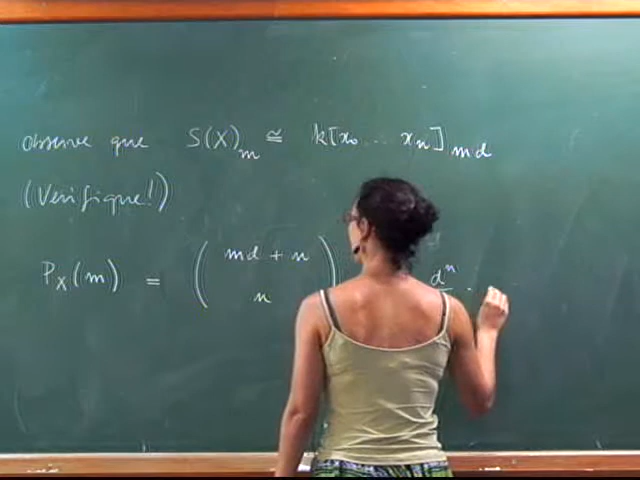 observe que S(X)_m ≅ k[x_0 ... x_n]_md
(Verifique!)
P_X(m) = ( md + n
n ) d^n